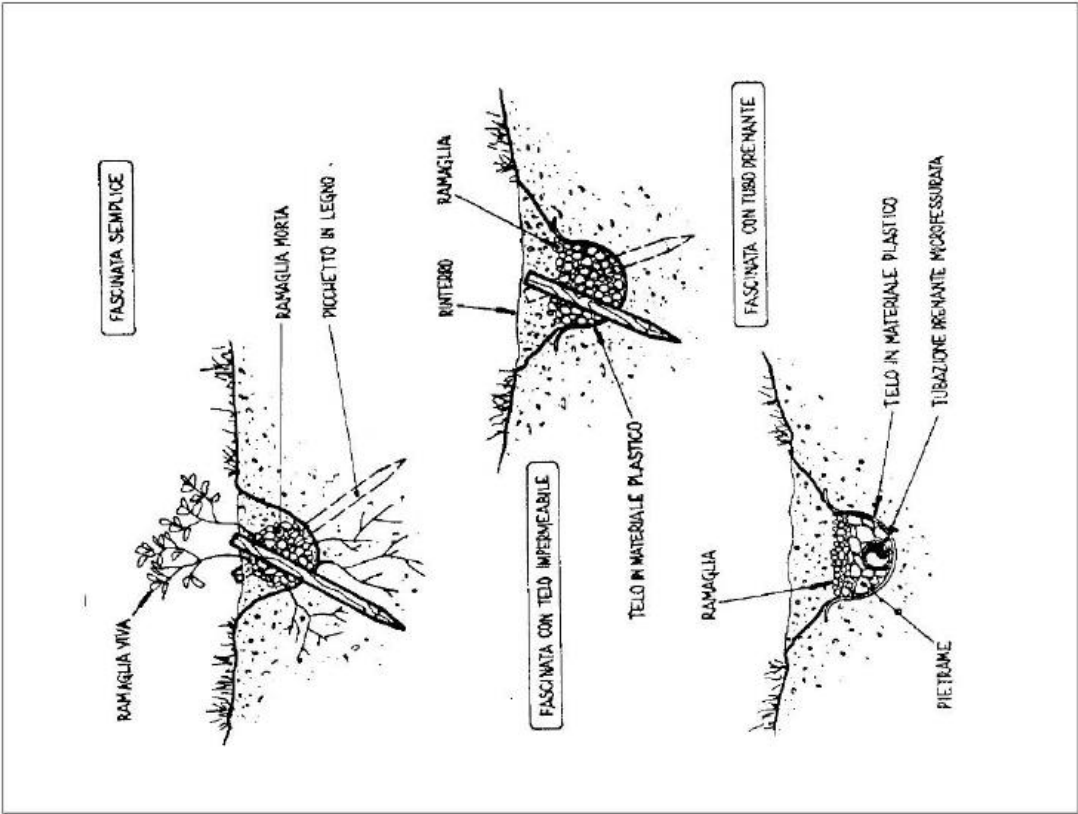 FASCINATA SEMPLICE
RAMAGLIA VIVA
RAMAGLIA MORTA
PICCHETTO IN LEGNO
FASCINATA CON TELO IMPERMEABILE
RINTERRO
RAMAGLIA
TELO IN MATERIALE PLASTICO
FASCINATA CON TUBO DRENANTE
RAMAGLIA
TELO IN MATERIALE PLASTICO
TUBAZIONE DRENANTE MICROFESSURATA
PIETRAME